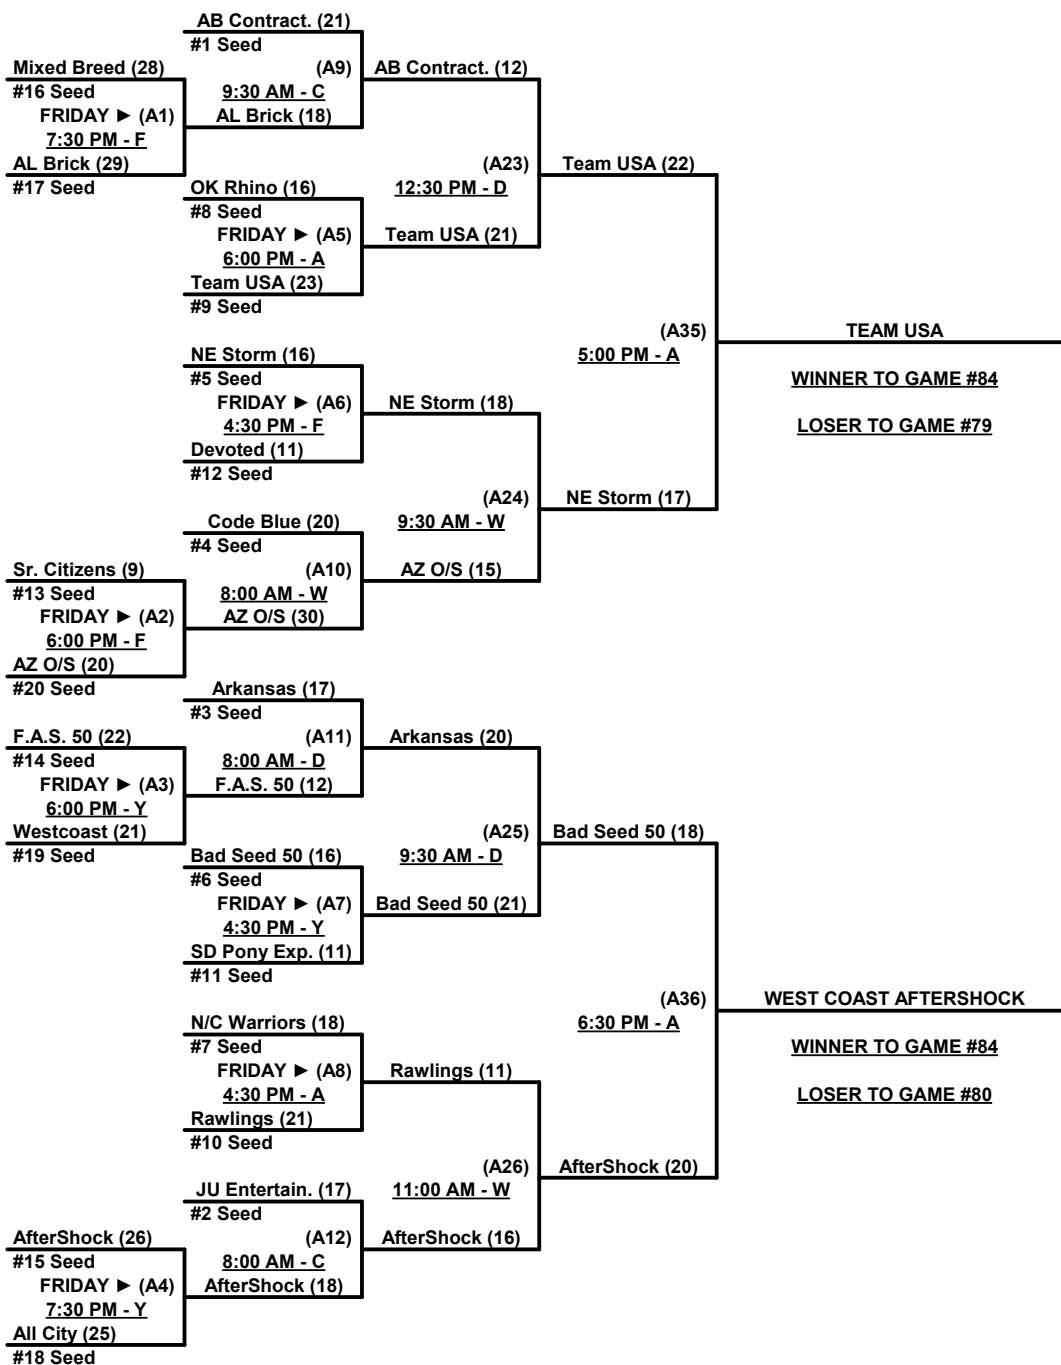 AB Contract. (21)
#1 Seed
Mixed Breed (28)
(A9)
AB Contract. (12)
#16 Seed
9:30 AM - C
FRIDAY ► (A1)
AL Brick (18)
7:30 PM - F
AL Brick (29)
(A23)
Team USA (22)
#17 Seed
OK Rhino (16)
12:30 PM - D
#8 Seed
FRIDAY ► (A5)
Team USA (21)
6:00 PM - A
Team USA (23)
#9 Seed
(A35)
TEAM USA
NE Storm (16)
5:00 PM - A
#5 Seed
WINNER TO GAME #84
FRIDAY ► (A6)
NE Storm (18)
4:30 PM - F
LOSER TO GAME #79
Devoted (11)
#12 Seed
(A24)
NE Storm (17)
Code Blue (20)
9:30 AM - W
#4 Seed
Sr. Citizens (9)
(A10)
AZ O/S (15)
#13 Seed
8:00 AM - W
FRIDAY ► (A2)
AZ O/S (30)
6:00 PM - F
AZ O/S (20)
#20 Seed
Arkansas (17)
#3 Seed
F.A.S. 50 (22)
(A11)
Arkansas (20)
#14 Seed
8:00 AM - D
FRIDAY ► (A3)
F.A.S. 50 (12)
6:00 PM - Y
Westcoast (21)
(A25)
Bad Seed 50 (18)
#19 Seed
Bad Seed 50 (16)
9:30 AM - D
#6 Seed
FRIDAY ► (A7)
Bad Seed 50 (21)
4:30 PM - Y
SD Pony Exp. (11)
#11 Seed
(A36)
WEST COAST AFTERSHOCK
N/C Warriors (18)
6:30 PM - A
#7 Seed
WINNER TO GAME #84
FRIDAY ► (A8)
Rawlings (11)
4:30 PM - A
LOSER TO GAME #80
Rawlings (21)
#10 Seed
(A26)
AfterShock (20)
JU Entertain. (17)
11:00 AM - W
#2 Seed
AfterShock (26)
(A12)
AfterShock (16)
#15 Seed
8:00 AM - C
FRIDAY ► (A4)
AfterShock (18)
7:30 PM - Y
All City (25)
#18 Seed